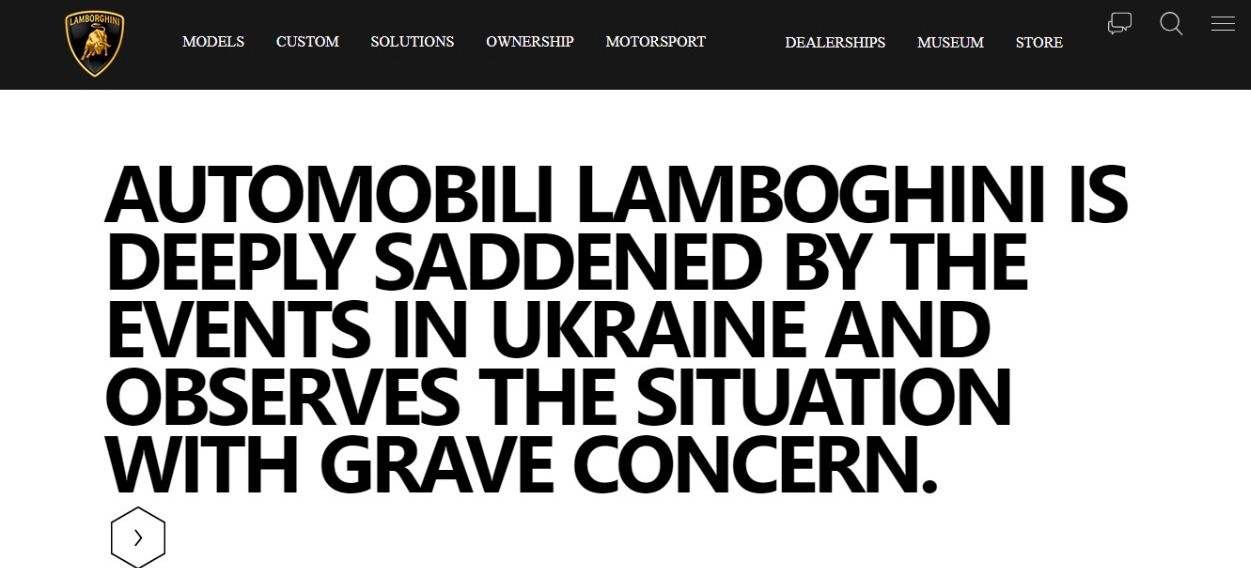 LAMBORGHINI
MODELS CUSTOM SOLUTIONS OWNERSHIP MOTORSPORT DEALERSHIPS MUSEUM STORE
AUTOMOBILI LAMBOGHINI IS
DEEPLY SADDENED BY THE
EVENTS IN UKRAINE AND
OBSERVES THE SITUATION
WITH GRAVE CONCERN.